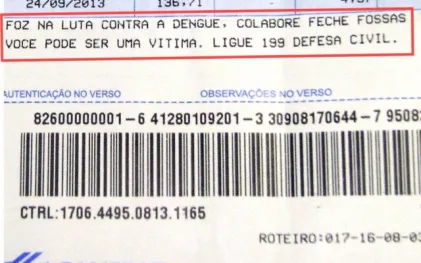 24/09/2013 136,71
FOZ NA LUTA CONTRA A DENGUE. COLABORE FECHE FOSSAS
VOCE PODE SER UMA VITIMA. LIGUE 199 DEFESA CIVIL.
AUTENTICAÇÃO NO VERSO OBSERVAÇÕES NO VERSO
82600000001-6 41280109201-3 30908170644-7 9508
CTRL:1706.4495.0813.1165
ROTEIRO:017-16-08-03